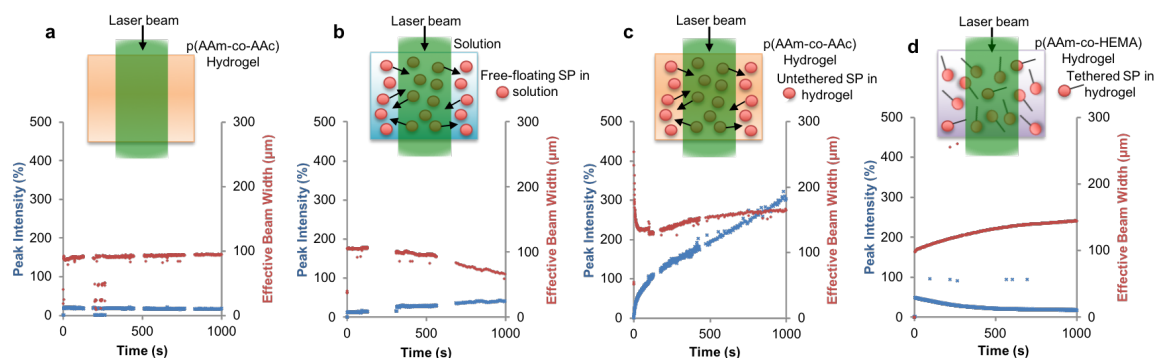 a
Laser beam
p(AAm-co-AAc)
Hydrogel
500
400
300
200
100
0
Peak Intensity (%)
300
200
100
0
Effective Beam Width (µm)
0
500
1000
Time (s)
b
Laser beam
Solution
Free-floating SP in
solution
500
400
300
200
100
0
Peak Intensity (%)
300
200
100
0
Effective Beam Width (µm)
0
500
1000
Time (s)
c
Laser beam
p(AAm-co-AAc)
Hydrogel
Untethered SP in
hydrogel
500
400
300
200
100
0
Peak Intensity (%)
300
200
100
0
Effective Beam Width (µm)
0
500
1000
Time (s)
d
Laser beam
p(AAm-co-HEMA)
Hydrogel
Tethered SP in
hydrogel
500
400
300
200
100
0
Peak Intensity (%)
300
200
100
0
Effective Beam Width (µm)
0
500
1000
Time (s)